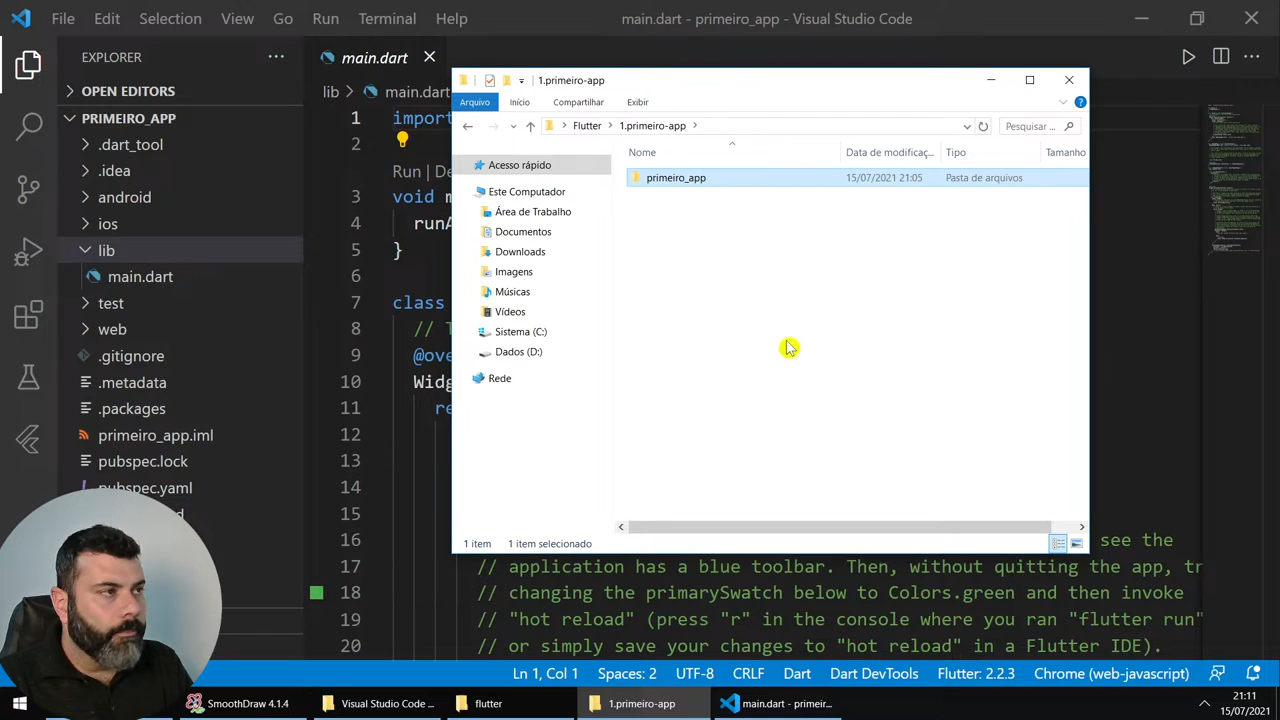 File Edit Selection View Go Run Terminal Help
main.dart - primeiro_app - Visual Studio Code
EXPLORER
OPEN EDITORS
PRIMEIRO_APP
.dart_tool
.idea
android
ios
lib
main.dart
test
web
.gitignore
.metadata
.packages
primeiro_app.iml
pubspec.lock
pubspec.yaml
main.dart
lib
main.dart
1 import
2
Run | De
3 void m
4 runA
5 }
6
7 class
8 // T
9 @ove
10 Widg
11 re
12
13
14
15
16 see the
17 // application has a blue toolbar. Then, without quitting the app, tr
18 // changing the primarySwatch below to Colors.green and then invoke
19 // "hot reload" (press "r" in the console where you ran "flutter run"
20 // or simply save your changes to "hot reload" in a Flutter IDE).
1.primeiro-app
Arquivo Início Compartilhar Exibir
Flutter 1.primeiro-app
Pesquisar ...
Nome Data de modificaç... Tipo Tamanho
primeiro_app 15/07/2021 21:05 Pasta de arquivos
Acesso rápido
Este Computador
Área de Trabalho
Documentos
Downloads
Imagens
Músicas
Vídeos
Sistema (C:)
Dados (D:)
Rede
1 item 1 item selecionado
Ln 1, Col 1 Spaces: 2 UTF-8 CRLF Dart Dart DevTools Flutter: 2.2.3 Chrome (web-javascript)
SmoothDraw 4.1.4
Visual Studio Code ...
flutter
1.primeiro-app
main.dart - primeir...
21:11
15/07/2021